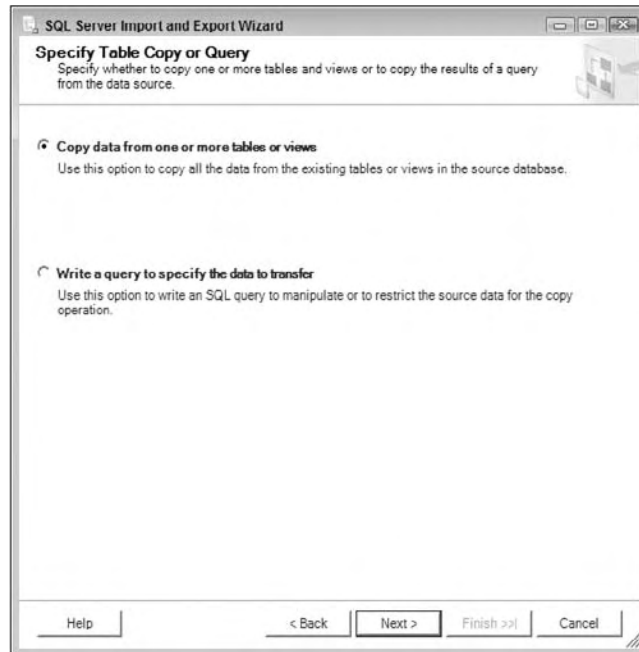 SQL Server Import and Export Wizard
Specify Table Copy or Query
Specify whether to copy one or more tables and views or to copy the results of a query
from the data source.
Copy data from one or more tables or views
Use this option to copy all the data from the existing tables or views in the source database.
Write a query to specify the data to transfer
Use this option to write an SQL query to manipulate or to restrict the source data for the copy
operation.
Help < Back Next > Finish >>| Cancel